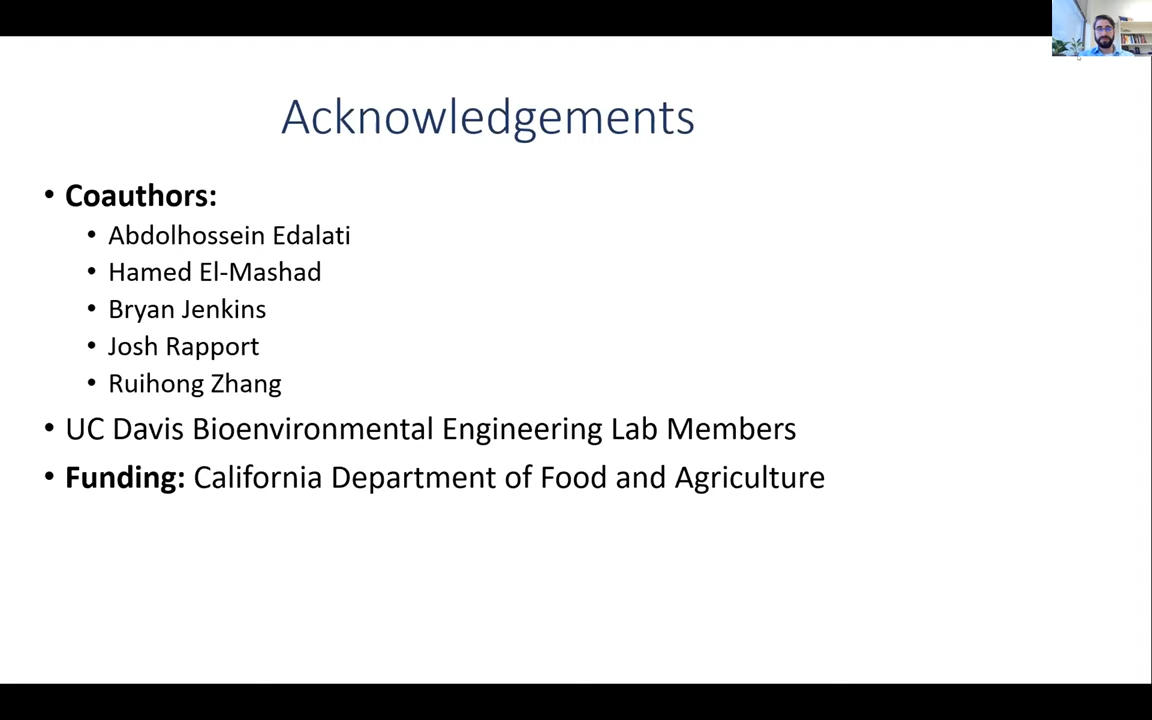 Acknowledgements
• Coauthors:
• Abdolhossein Edalati
• Hamed El-Mashad
• Bryan Jenkins
• Josh Rapport
• Ruihong Zhang
• UC Davis Bioenvironmental Engineering Lab Members
• Funding: California Department of Food and Agriculture